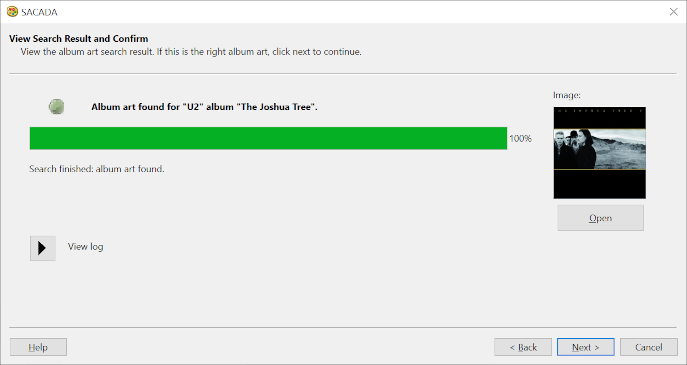 SACADA
View Search Result and Confirm
View the album art search result. If this is the right album art, click next to continue.
Album art found for "U2" album "The Joshua Tree".
100%
Search finished: album art found.
Image:
Open
View log
Help
< Back
Next >
Cancel